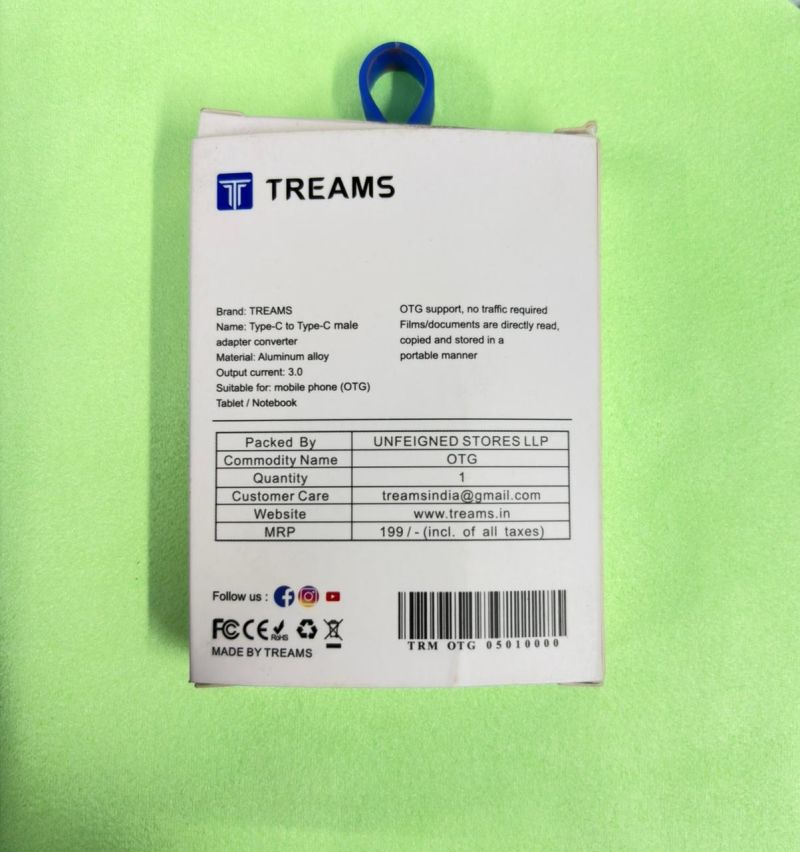 TREAMS
Brand: TREAMS
Name: Type-C to Type-C male
adapter converter
Material: Aluminum alloy
Output current: 3.0
Suitable for: mobile phone (OTG)
Tablet / Notebook
OTG support, no traffic required
Films/documents are directly read,
copied and stored in a
portable manner
Packed By UNFEIGNED STORES LLP
Commodity Name OTG
Quantity 1
Customer Care treamsindia@gmail.com
Website www.treams.in
MRP 199/-(incl. of all taxes)
Follow us :
FC CE RoHS
MADE BY TREAMS
TRM OTG 05010000